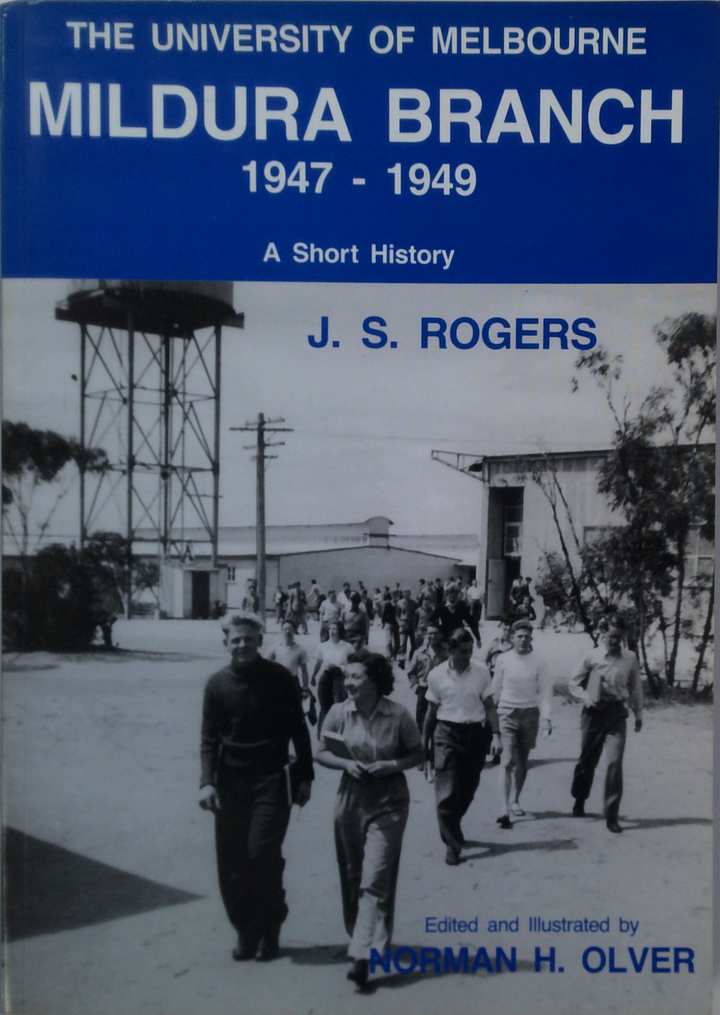 THE UNIVERSITY OF MELBOURNE
MILDURA BRANCH
1947 - 1949
A Short History
J. S. ROGERS
Edited and Illustrated by
NORMAN H. OLVER